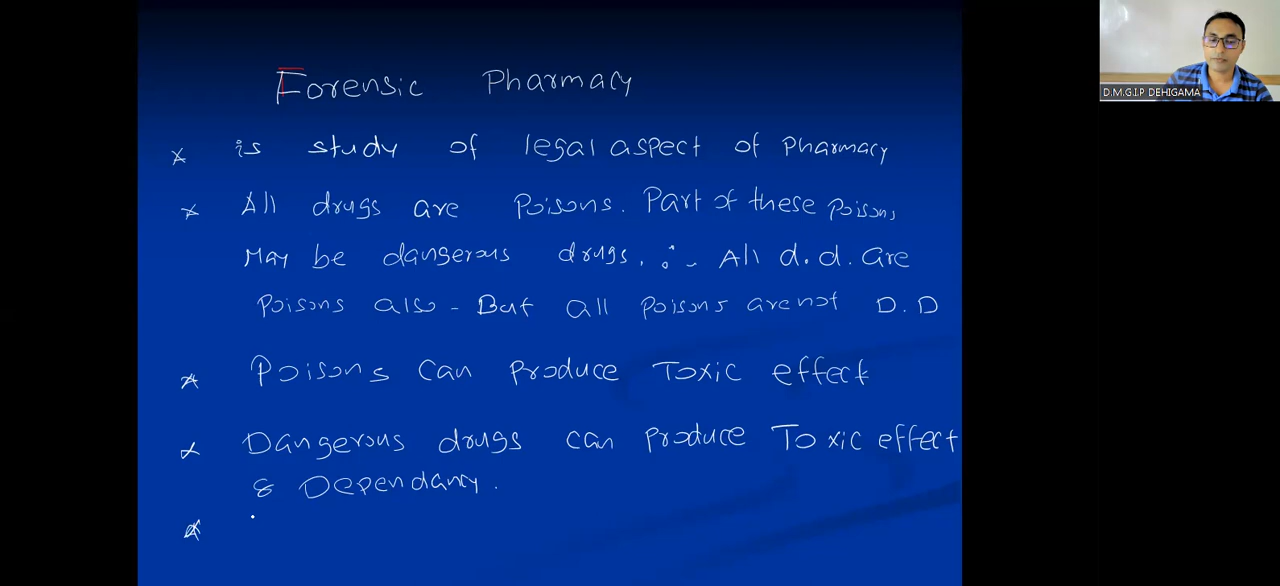 Forensic Pharmacy
* is study of legal aspect of Pharmacy
* All drugs are Poisons. Part of these poisons
May be dangerous drugs. ∴ All d.d. are
Poisons also - But all poisons are not D.D
* Poisons can produce Toxic effect
* Dangerous drugs can produce Toxic effect
& Dependancy.
*
D.M.G.I.P DEHIGAMA